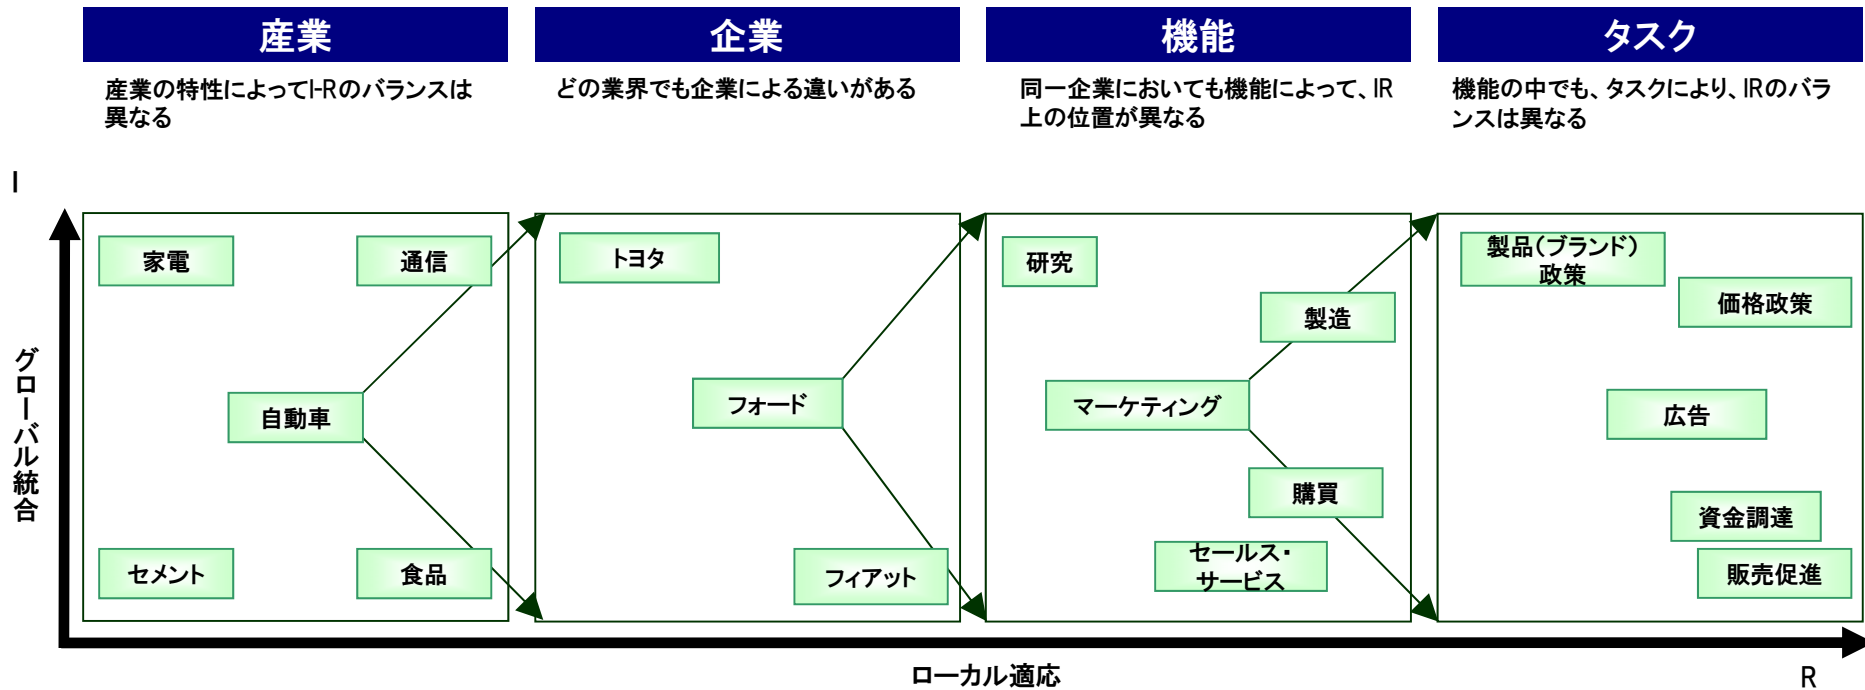 産業
企業
機能
タスク
産業の特性によってI-Rのバランスは
異なる
どの業界でも企業による違いがある
同一企業においても機能によって、IR
上の位置が異なる
機能の中でも、タスクにより、IRのバラ
ンスは異なる
I
グローバル統合
家電
通信
自動車
セメント
食品
トヨタ
フォード
フィアット
研究
製造
マーケティング
購買
セールス・
サービス
製品（ブランド）
政策
価格政策
広告
資金調達
販売促進
ローカル適応
R